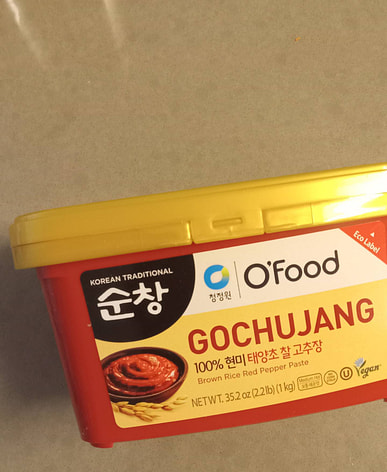 Eco Label
KOREAN TRADITIONAL
순창
청정원
O'Food
GOCHUJANG
100% 현미 태양초 찰 고추장
Brown Rice Red Pepper Paste
NET WT. 35.2 oz (2.2 lb) (1 kg)
U
Vegan